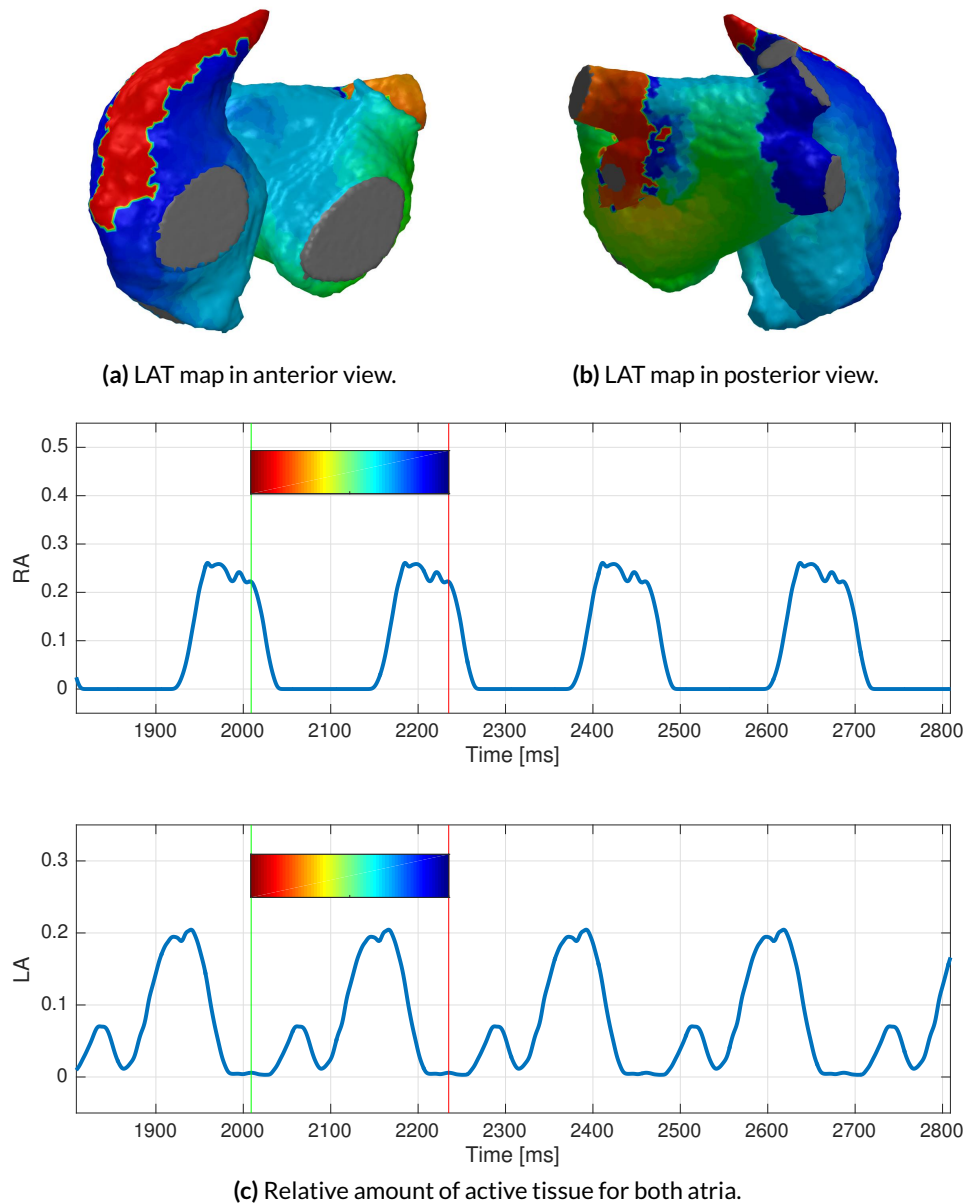 (a) LAT map in anterior view.
(b) LAT map in posterior view.
0.5
0.4
0.3
0.2
0.1
0
RA
1900 2000 2100 2200 2300 2400 2500 2600 2700 2800
Time [ms]
0.3
0.2
0.1
0
LA
1900 2000 2100 2200 2300 2400 2500 2600 2700 2800
Time [ms]
(c) Relative amount of active tissue for both atria.